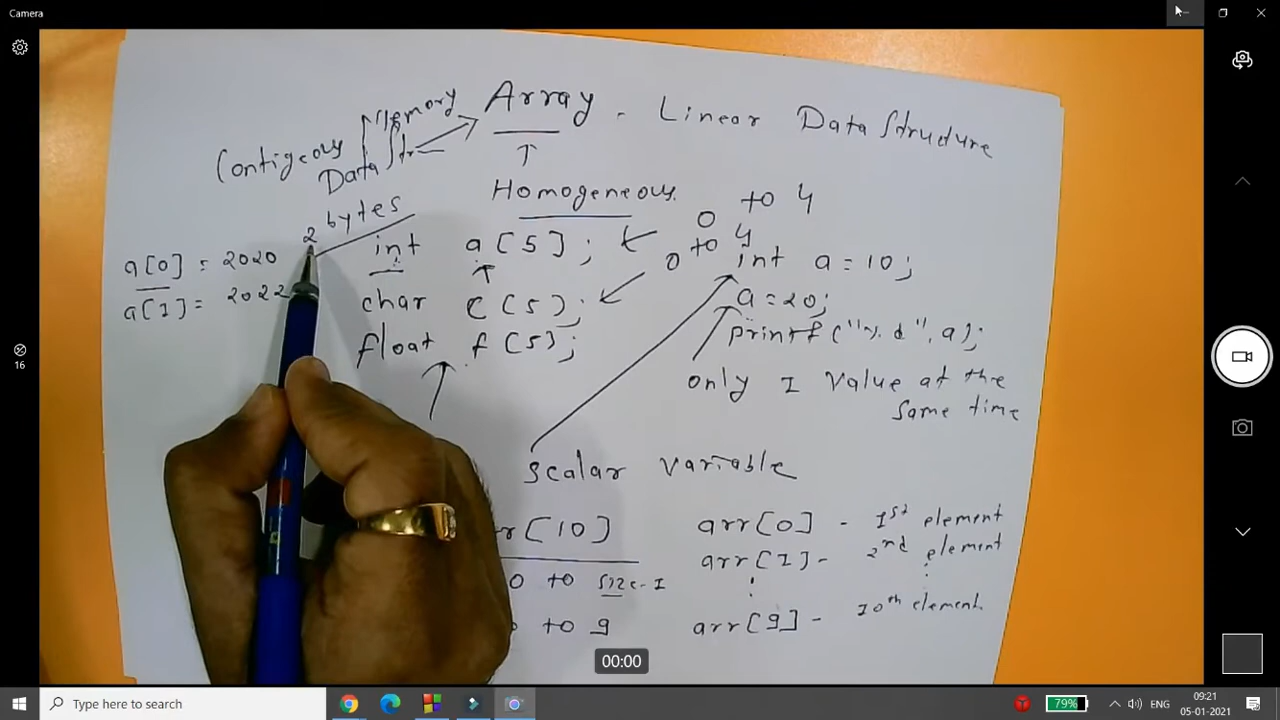 Camera
Array - Linear Data Structure
Contigeous Memory
Data Str
Homogeneous.
2 bytes
int a[5];
0 to 4
char c[5];
0 to 4
float f[5];
a[0] = 2020
a[1] = 2022
int a = 10;
a = 20;
printf("%d", a);
only 1 value at the
same time
Scalar variable
[10]
0 to size-1
to 9
arr[0] - 1st element
arr[1] - 2nd element
arr[9] - 10th element
16
00:00
Type here to search
79%
ENG
09:21
05-01-2021